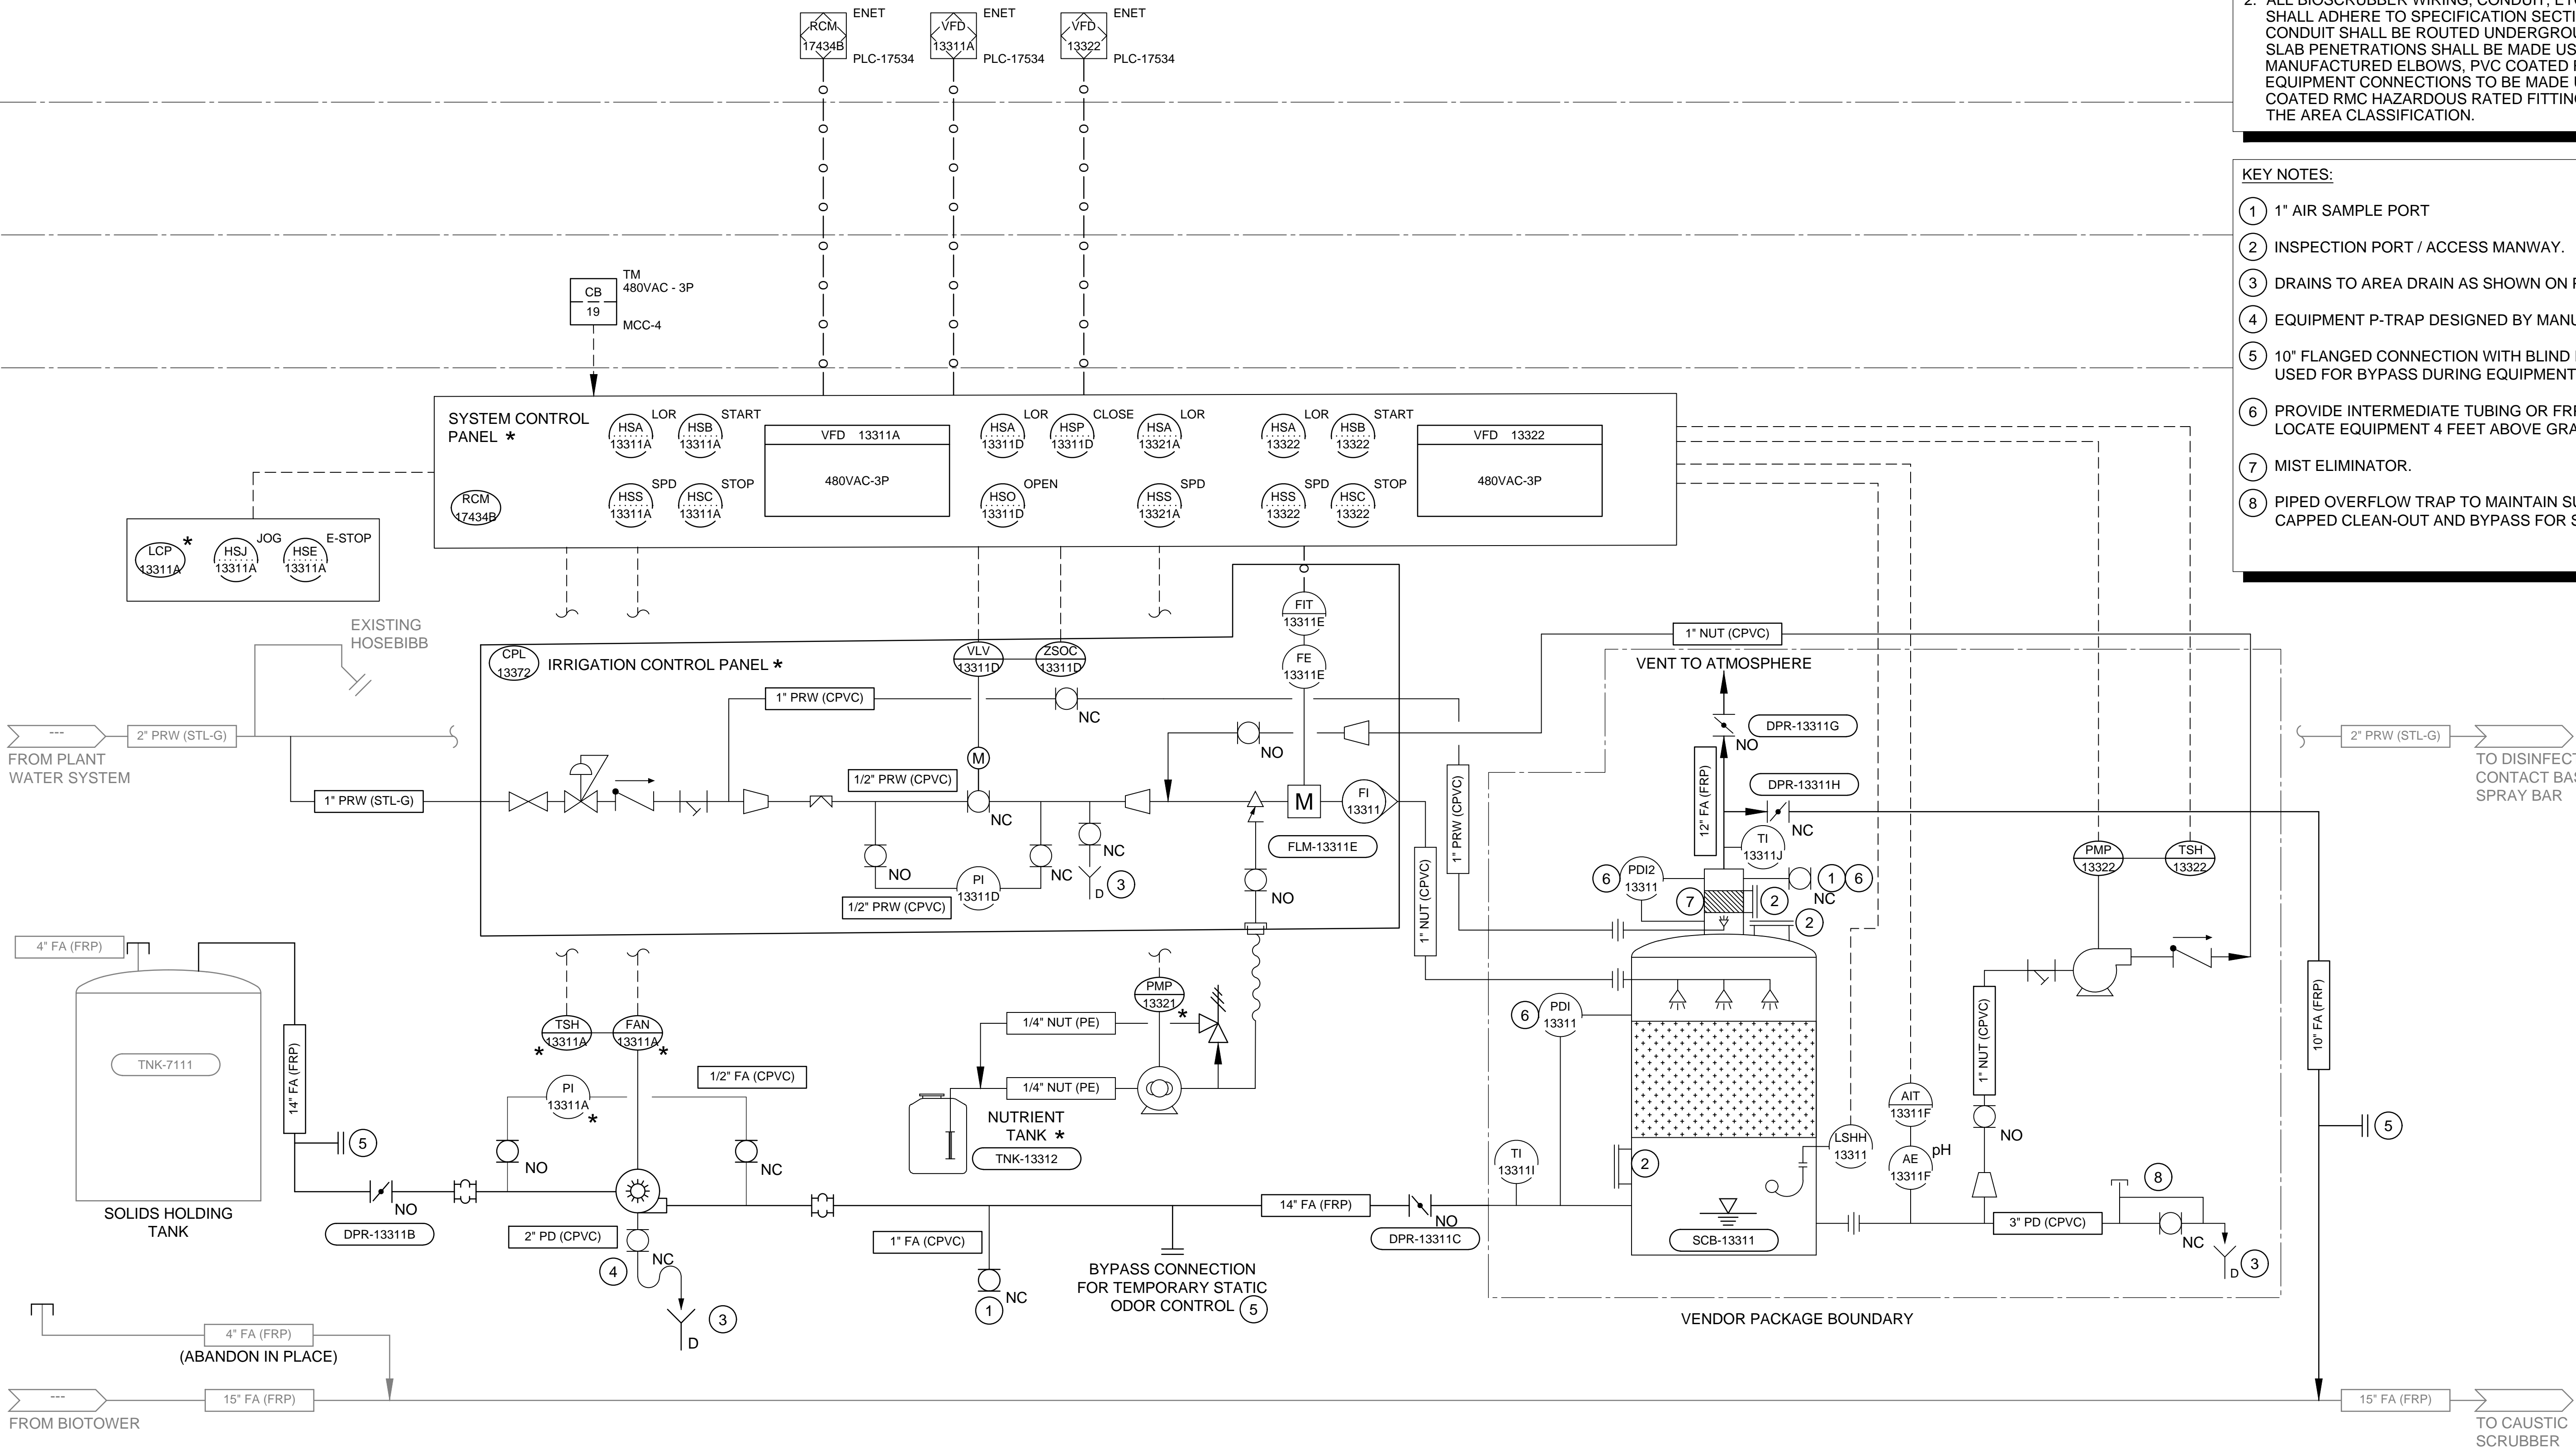 RCM
17434B
ENET
PLC-17534
VFD
13311A
ENET
PLC-17534
VFD
13322
ENET
PLC-17534
2. ALL BIOSCRUBBER WIRING, CONDUIT,
SHALL ADHERE TO SPECIFICATION
CONDUIT SHALL BE ROUTED
SLAB PENETRATIONS SHALL BE MADE
MANUFACTURED ELBOWS, PVC COATED
EQUIPMENT CONNECTIONS TO BE MADE
COATED RMC HAZARDOUS RATED
THE AREA CLASSIFICATION.
KEY NOTES:
1 1" AIR SAMPLE PORT
2 INSPECTION PORT / ACCESS MANWAY.
3 DRAINS TO AREA DRAIN AS SHOWN ON
4 EQUIPMENT P-TRAP DESIGNED BY
5 10" FLANGED CONNECTION WITH BLIND
USED FOR BYPASS DURING EQUIPMENT
6 PROVIDE INTERMEDIATE TUBING OR
LOCATE EQUIPMENT 4 FEET ABOVE
7 MIST ELIMINATOR.
8 PIPED OVERFLOW TRAP TO MAINTAIN
CAPPED CLEAN-OUT AND BYPASS FOR
CB
19
TM
480VAC - 3P
MCC-4
SYSTEM CONTROL
PANEL *
RCM
17434B
HSA
13311A
LOR
HSB
13311A
START
HSS
13311A
SPD
HSC
13311A
STOP
VFD 13311A
480VAC-3P
HSA
13311D
LOR
HSP
13311D
CLOSE
HSO
13311D
OPEN
HSA
13321A
LOR
HSS
13321A
SPD
HSA
13322
LOR
HSB
13322
START
HSS
13322
SPD
HSC
13322
STOP
VFD 13322
480VAC-3P
LCP
13311A
*
HSJ
13311A
JOG
HSE
13311A
E-STOP
EXISTING
HOSEBIBB
---
2" PRW (STL-G)
FROM PLANT
WATER SYSTEM
1" PRW (STL-G)
CPL
13372
IRRIGATION CONTROL PANEL *
VLV
13311D
ZSOC
13311D
FIT
13311E
FE
13311E
1" PRW (CPVC)
NC
M
1/2" PRW (CPVC)
NC
NO
PI
13311D
NC
1/2" PRW (CPVC)
NC
D
3
NO
M
FI
13311
FLM-13311E
NO
1" NUT (CPVC)
1" PRW (CPVC)
1" NUT (CPVC)
VENT TO ATMOSPHERE
DPR-13311G
NO
DPR-13311H
NC
12" FA (FRP)
TI
13311J
6
PDI2
13311
1
6
NC
7
2
2
2" PRW (STL-G)
TO
CONTACT
SPRAY BAR
PMP
13322
TSH
13322
4" FA (FRP)
TNK-7111
SOLIDS HOLDING
TANK
14" FA (FRP)
5
NO
DPR-13311B
TSH
13311A
*
FAN
13311A
*
PI
13311A
*
1/2" FA (CPVC)
NO
NC
2" PD (CPVC)
NC
4
D
3
PMP
13321
*
1/4" NUT (PE)
1/4" NUT (PE)
NUTRIENT
TANK *
TNK-13312
1" FA (CPVC)
NC
1
BYPASS CONNECTION
FOR TEMPORARY STATIC
ODOR CONTROL 5
14" FA (FRP)
NO
DPR-13311C
6
PDI
13311
TI
13311I
2
SCB-13311
LSHH
13311
AIT
13311F
AE
13311F
pH
1" NUT (CPVC)
NO
3" PD (CPVC)
8
NC
D
3
10" FA (FRP)
5
VENDOR PACKAGE BOUNDARY
4" FA (FRP)
(ABANDON IN PLACE)
---
15" FA (FRP)
FROM BIOTOWER
15" FA (FRP)
TO CAUSTIC
SCRUBBER